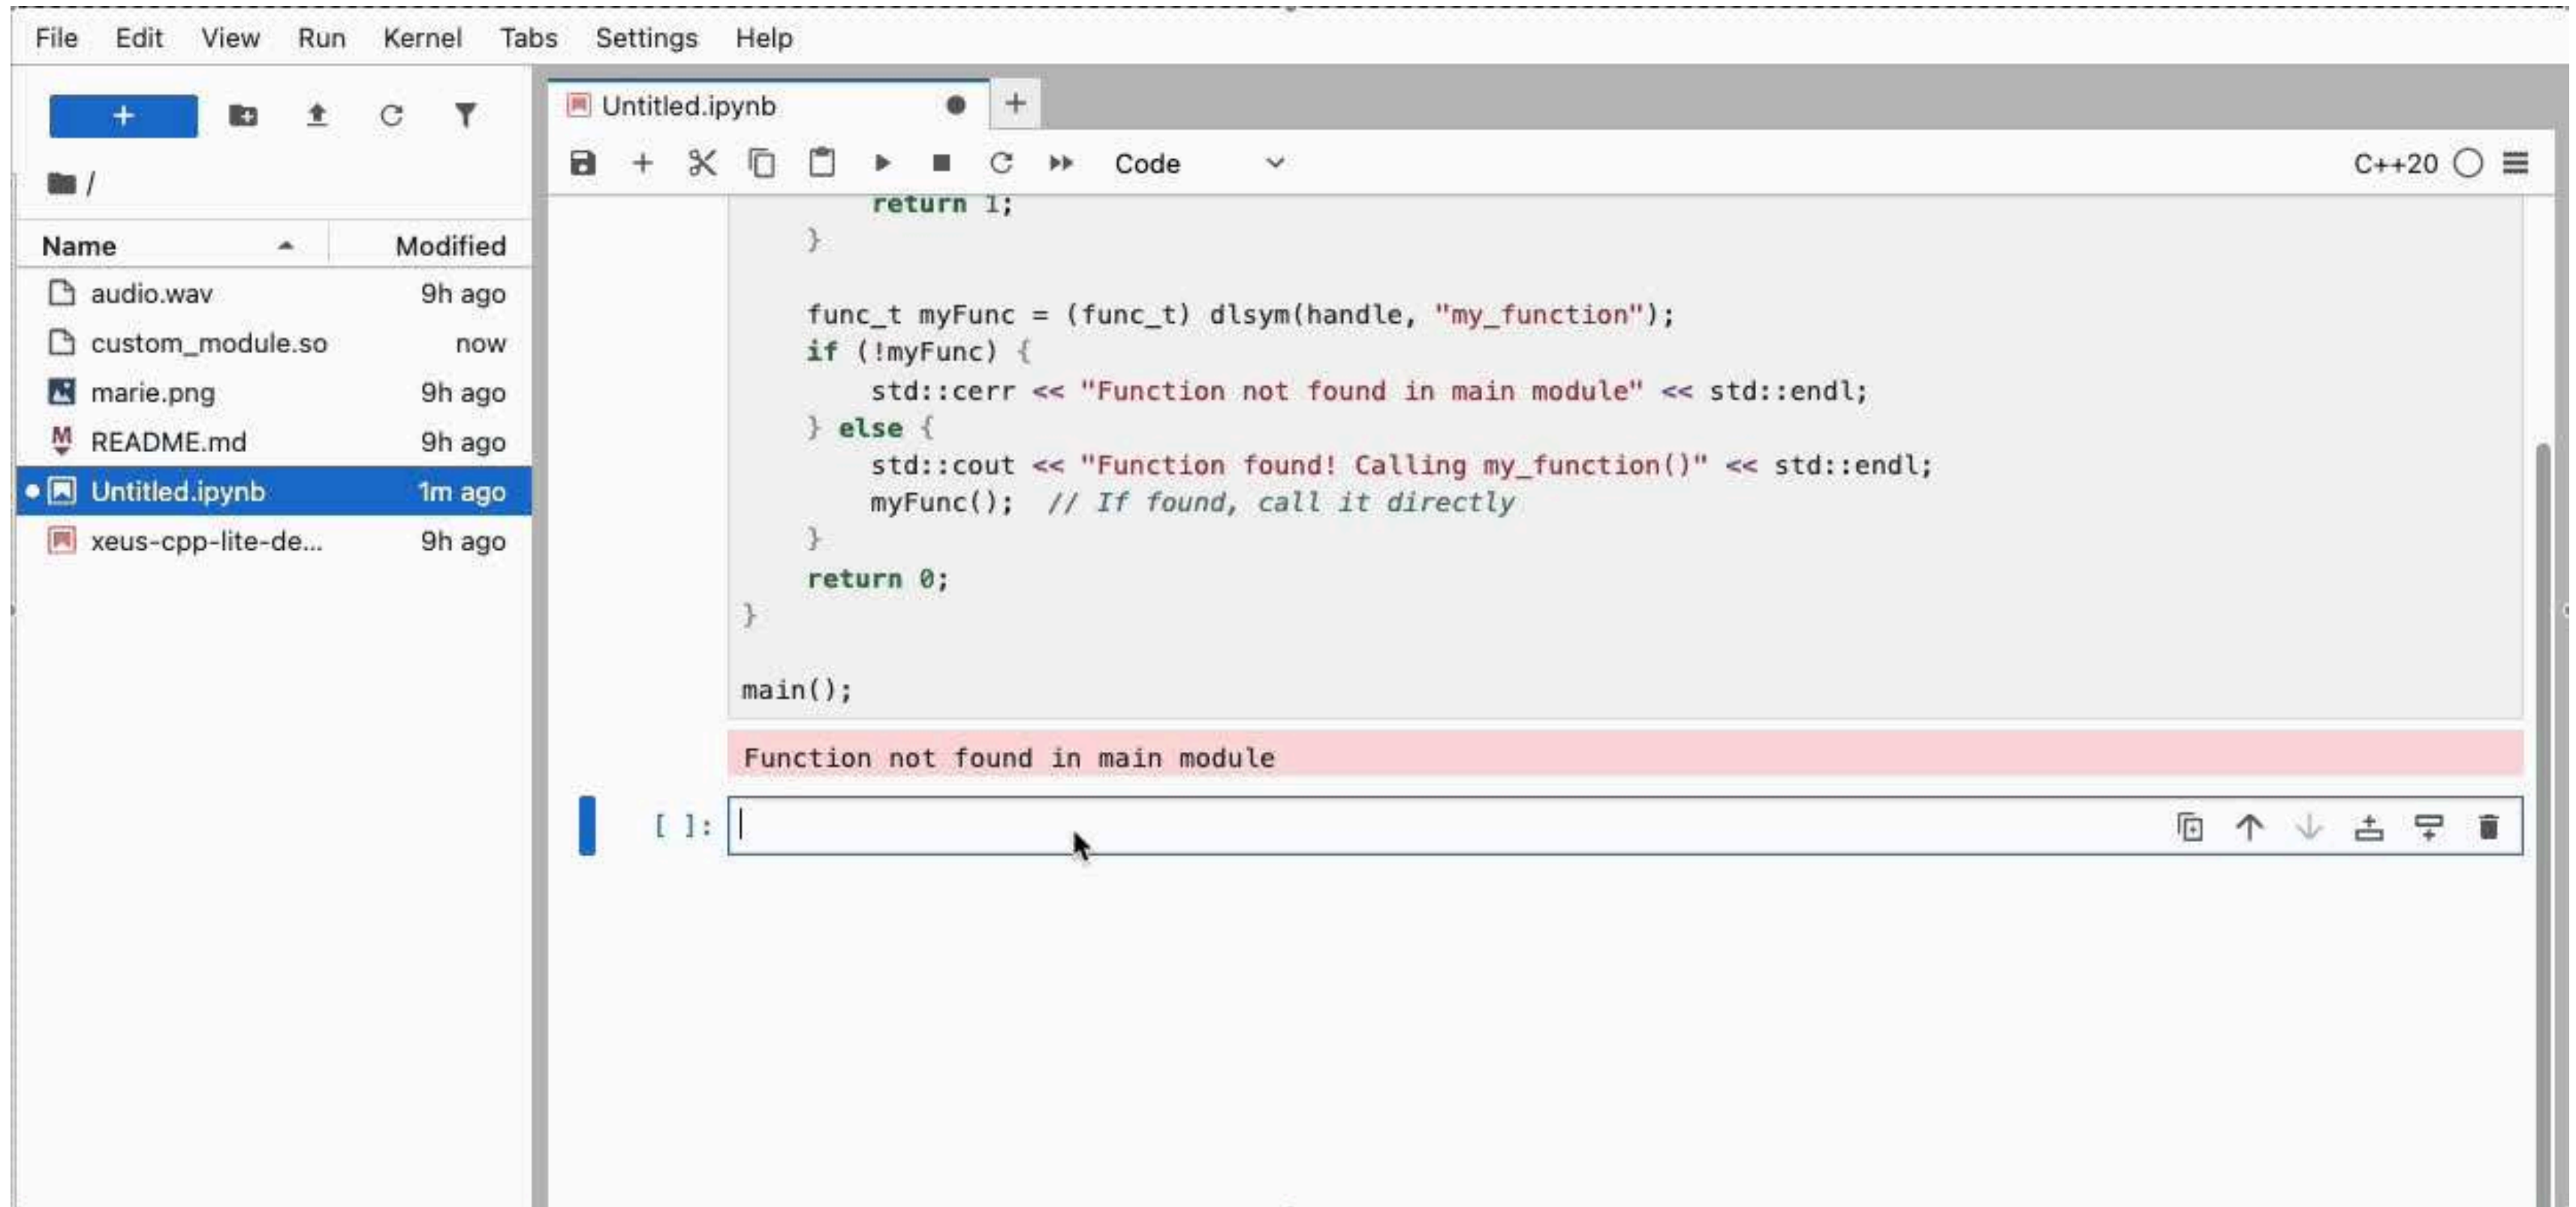 File Edit View Run Kernel Tabs Settings Help
+
/
Name Modified
audio.wav 9h ago
custom_module.so now
marie.png 9h ago
README.md 9h ago
Untitled.ipynb 1m ago
xeus-cpp-lite-de... 9h ago
Untitled.ipynb
Code
C++20
return 1;
}
func_t myFunc = (func_t) dlsym(handle, "my_function");
if (!myFunc) {
std::cerr << "Function not found in main module" << std::endl;
} else {
std::cout << "Function found! Calling my_function()" << std::endl;
myFunc();  // If found, call it directly
}
return 0;
}
main();
Function not found in main module
[ ]: